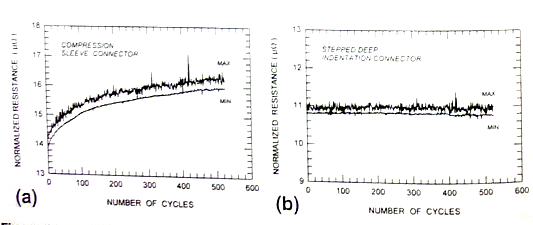 18
17
16
15
14
13
NORMALIZED RESISTANCE (μΩ)
COMPRESSION
SLEEVE CONNECTOR
MAX
MIN
0 100 200 300 400 500 600
NUMBER OF CYCLES
(a)
13
12
11
10
9
NORMALIZED RESISTANCE (μΩ)
STEPPED DEEP
INDENTATION CONNECTOR
MAX
MIN
0 100 200 300 400 500 600
NUMBER OF CYCLES
(b)